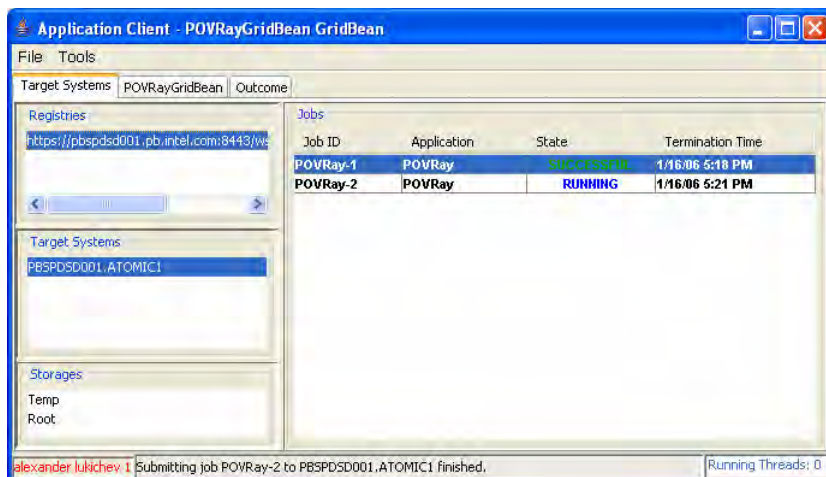 Application Client - POVRayGridBean GridBean
File Tools
Target Systems POVRayGridBean Outcome
Registries
https://pbspdsd001.pb.intel.com:8443/ws
Target Systems
PBSPDSD001.ATOMIC1
Storages
Temp
Root
Jobs
Job ID Application State Termination Time
POVRay-1 POVRay SUCCESSFUL 1/16/06 5:18 PM
POVRay-2 POVRay RUNNING 1/16/06 5:21 PM
alexander lukichev 1 Submitting job POVRay-2 to PBSPDSD001.ATOMIC1 finished. Running Threads: 0